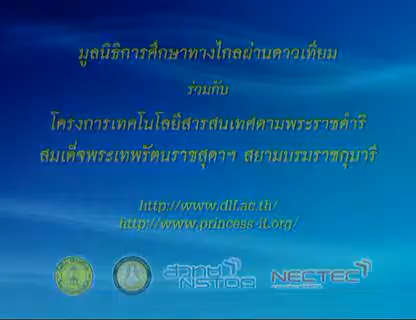 มูลนิธิการศึกษาทางไกลผ่านดาวเทียม
ร่วมกับ
โครงการเทคโนโลยีสารสนเทศตามพระราชดำริ
สมเด็จพระเทพรัตนราชสุดาฯ สยามบรมราชกุมารี
http://www.dlf.ac.th/
http://www.princess-it.org/
สวทช
NSTDA
NECTEC